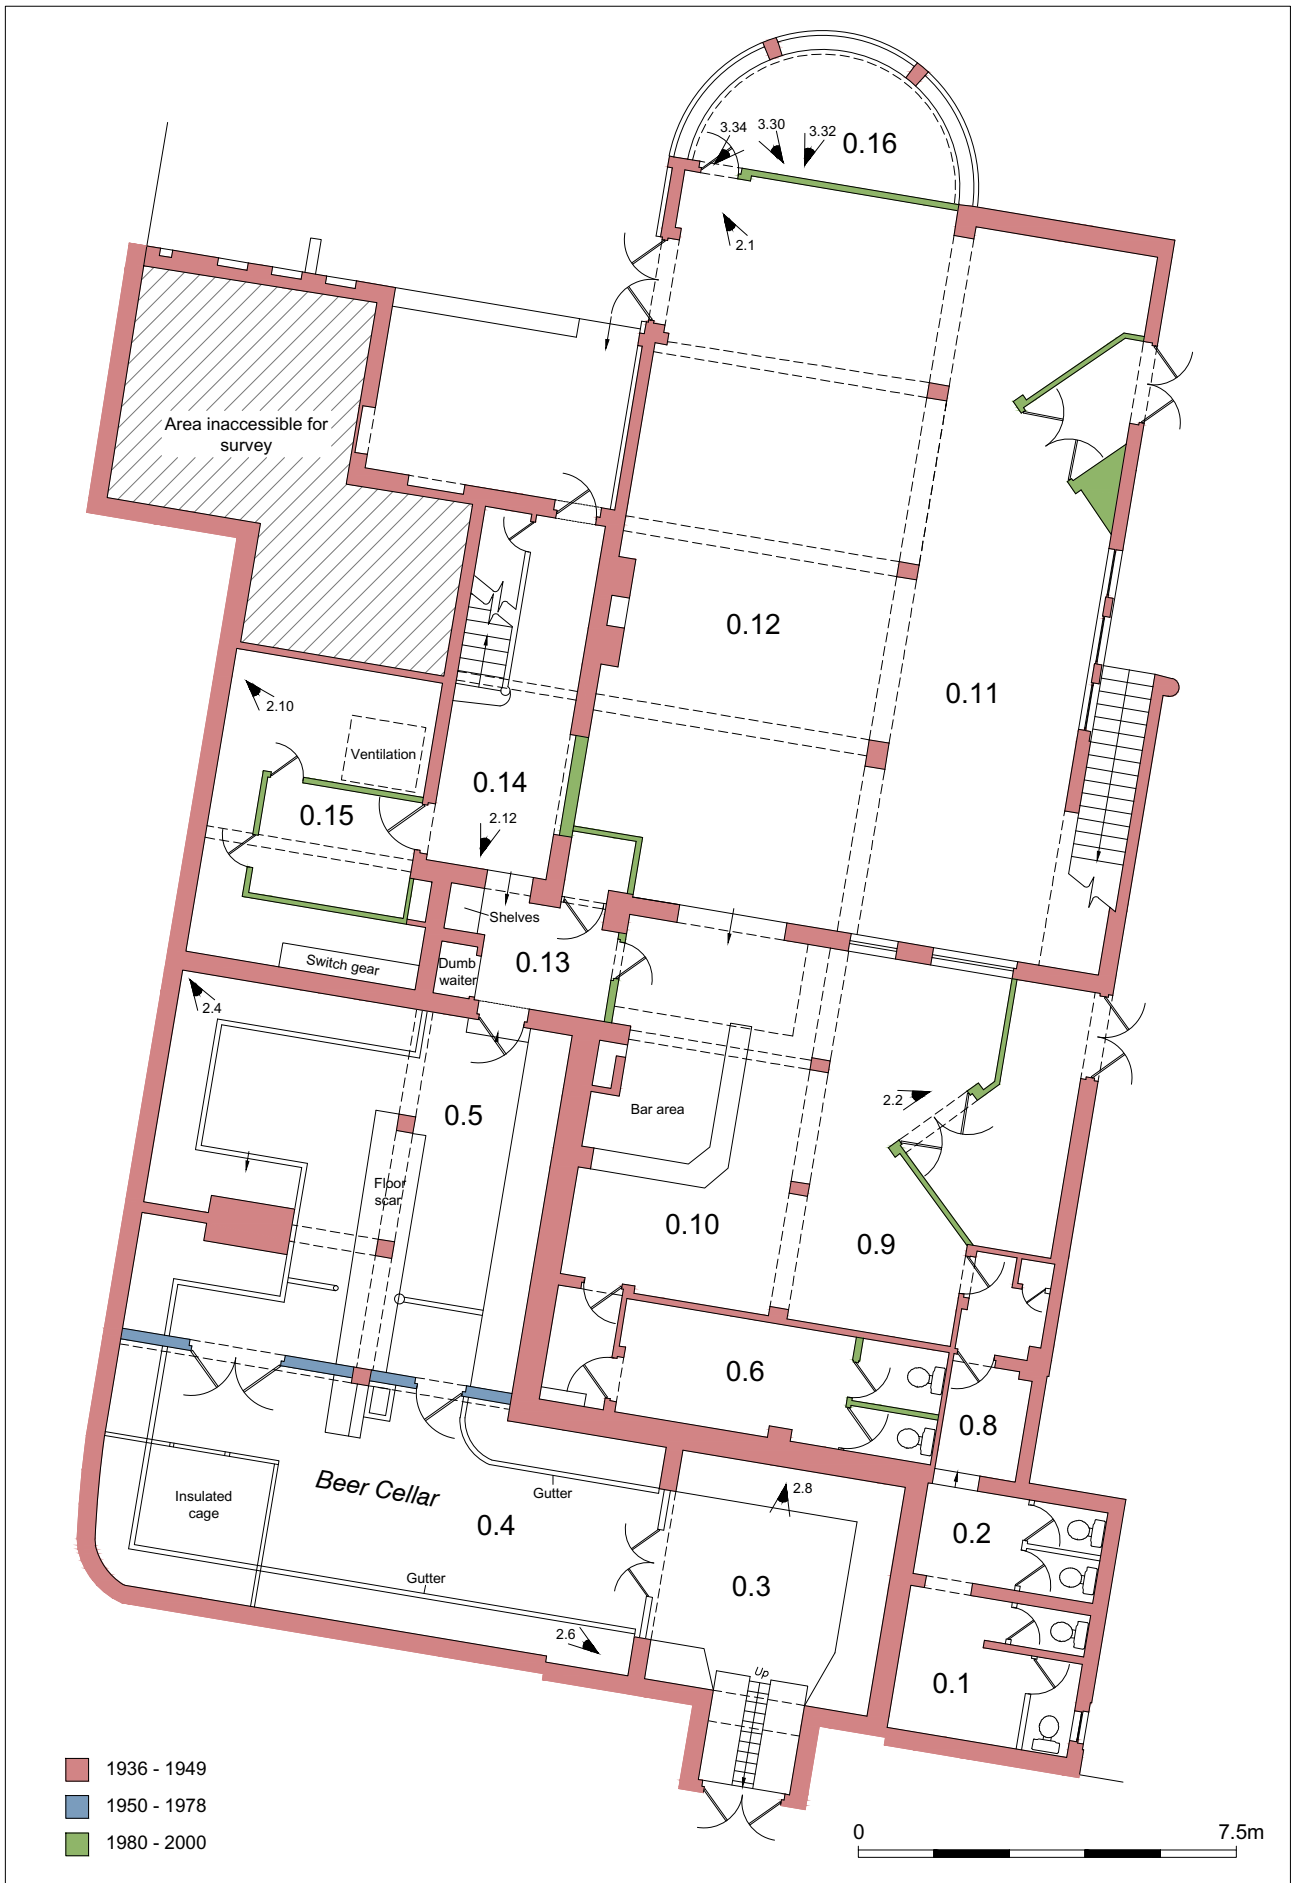 3.34
3.30
3.32
0.16
2.1
Area inaccessible for
survey
0.12
0.11
2.10
Ventilation
0.14
0.15
2.12
Shelves
Switch gear
Dumb
waiter
0.13
2.4
2.2
0.5
Bar area
Floor
scar
0.10
0.9
0.6
0.8
Beer Cellar
Insulated
cage
Gutter
2.8
0.4
0.2
Gutter
0.3
2.6
Up
0.1
1936 - 1949
1950 - 1978
1980 - 2000
0
7.5m